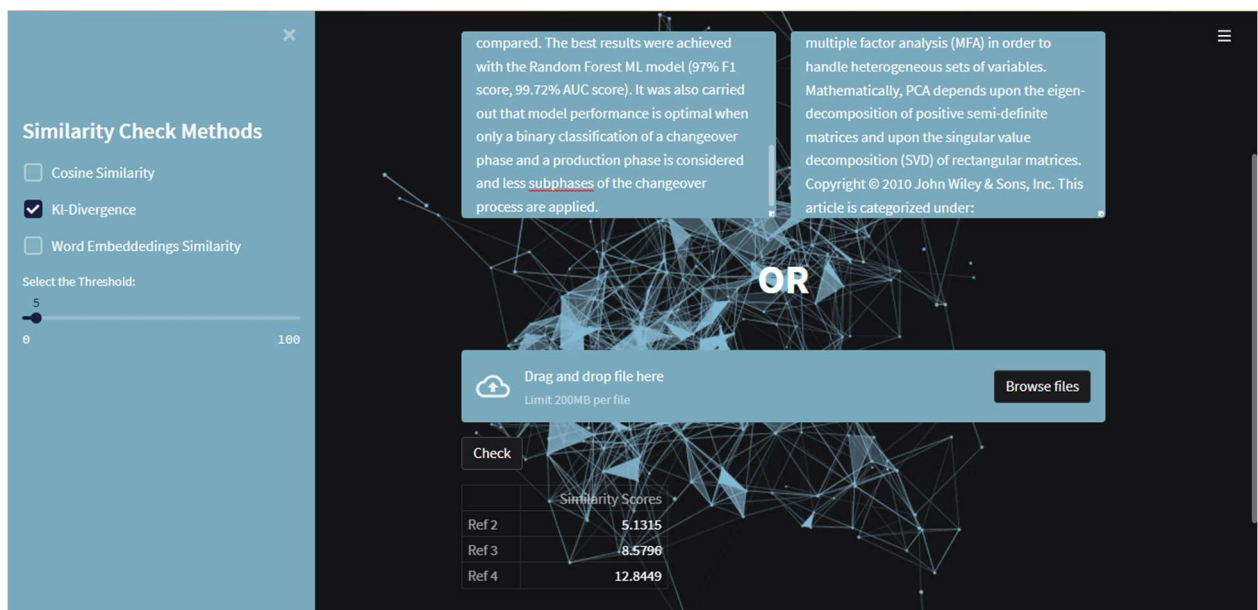 ×
Similarity Check Methods
Cosine Similarity
KI-Divergence
Word Embeddedings Similarity
Select the Threshold:
5
0 100
compared. The best results were achieved
with the Random Forest ML model (97% F1
score, 99.72% AUC score). It was also carried
out that model performance is optimal when
only a binary classification of a changeover
phase and a production phase is considered
and less subphases of the changeover
process are applied.
multiple factor analysis (MFA) in order to
handle heterogeneous sets of variables.
Mathematically, PCA depends upon the eigen-
decomposition of positive semi-definite
matrices and upon the singular value
decomposition (SVD) of rectangular matrices.
Copyright © 2010 John Wiley & Sons, Inc. This
article is categorized under:
OR
Drag and drop file here
Limit 200MB per file
Browse files
Check
Similarity Scores
Ref 2 5.1315
Ref 3 8.5796
Ref 4 12.8449